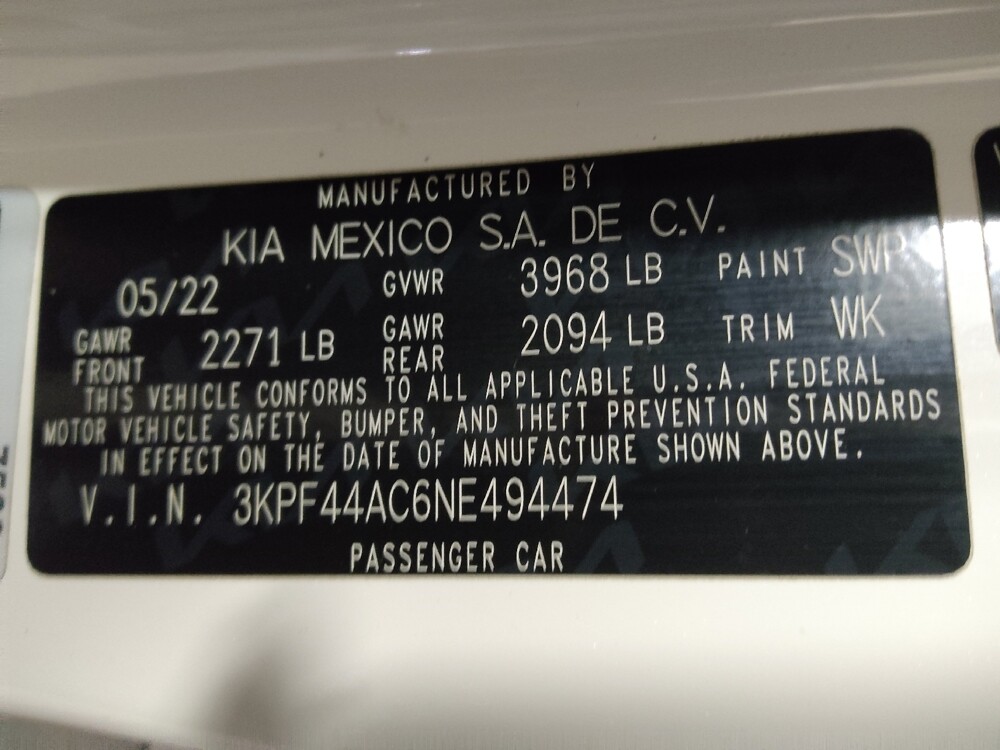 MANUFACTURED BY
KIA MEXICO S.A. DE C.V.
05/22 GVWR 3968 LB PAINT SWP
GAWR FRONT 2271 LB GAWR REAR 2094 LB TRIM WK
THIS VEHICLE CONFORMS TO ALL APPLICABLE U.S.A. FEDERAL
MOTOR VEHICLE SAFETY, BUMPER, AND THEFT PREVENTION STANDARDS
IN EFFECT ON THE DATE OF MANUFACTURE SHOWN ABOVE.
V.I.N. 3KPF44AC6NE494474
PASSENGER CAR